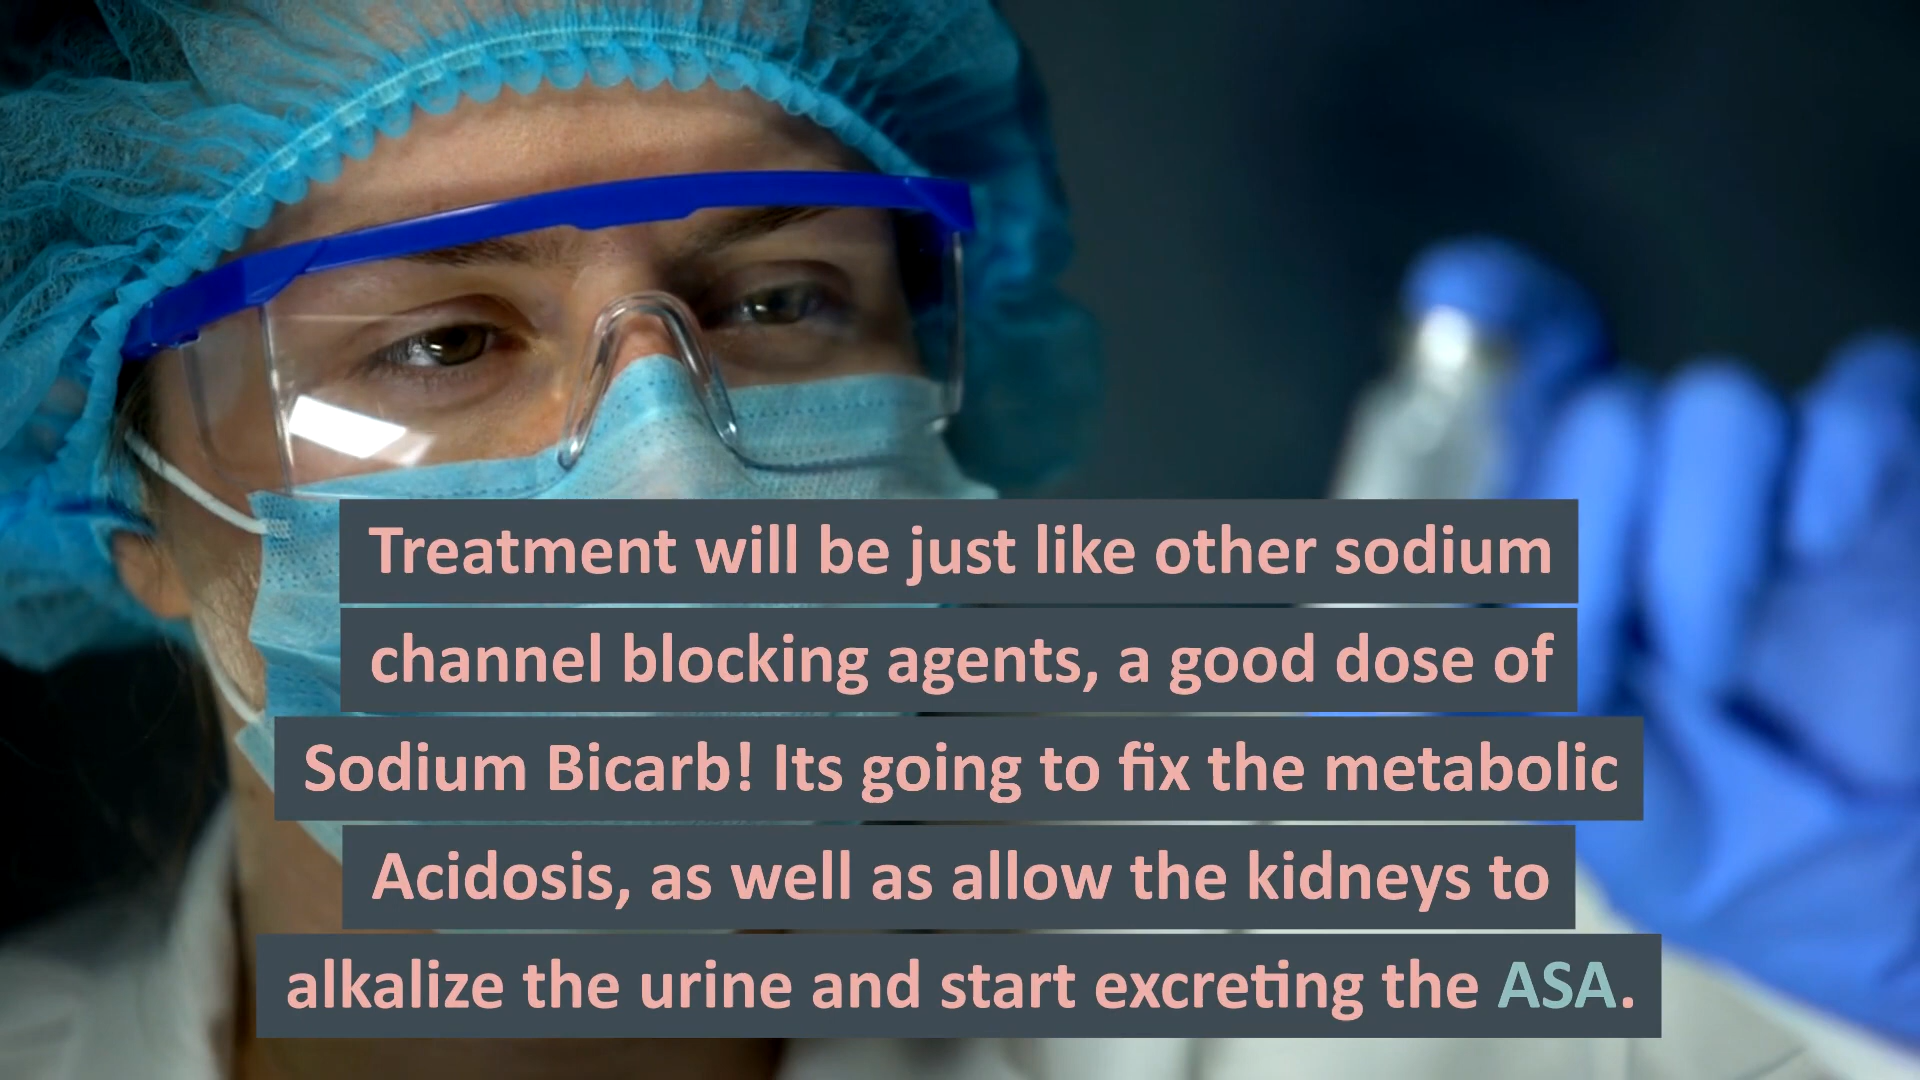 Treatment will be just like other sodium
channel blocking agents, a good dose of
Sodium Bicarb! Its going to fix the metabolic
Acidosis, as well as allow the kidneys to
alkalize the urine and start excreting the ASA.